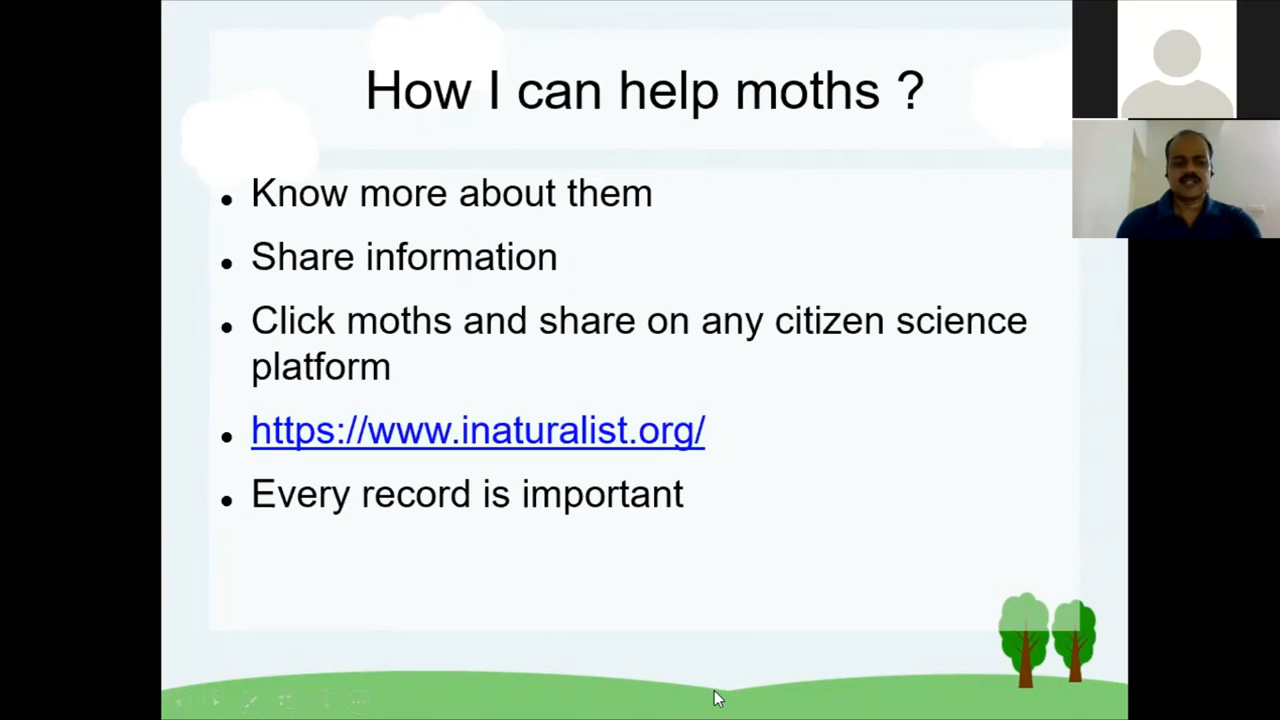 How I can help moths ?
• Know more about them
• Share information
• Click moths and share on any citizen science
platform
• https://www.inaturalist.org/
• Every record is important